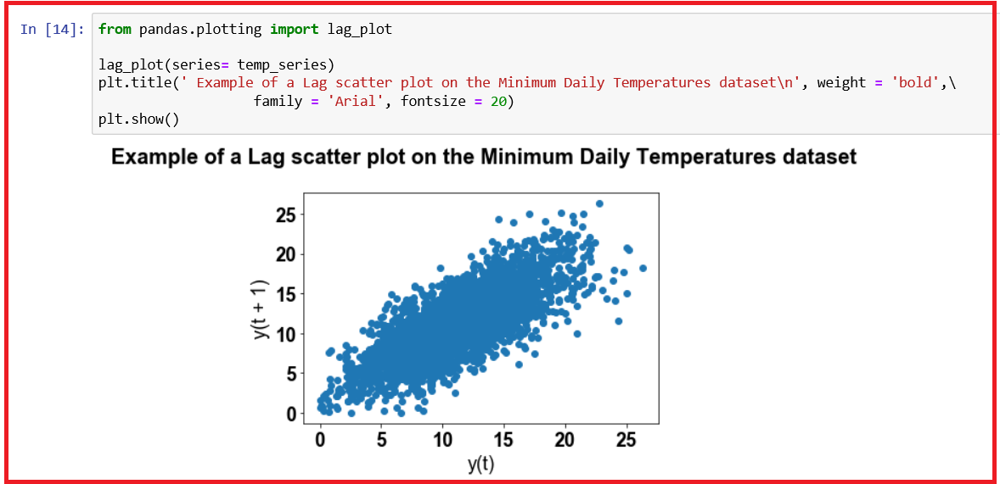 In [14]: from pandas.plotting import lag_plot
lag_plot(series= temp_series)
plt.title(' Example of a Lag scatter plot on the Minimum Daily Temperatures dataset\n', weight = 'bold',\
family = 'Arial', fontsize = 20)
plt.show()
Example of a Lag scatter plot on the Minimum Daily Temperatures dataset
25
20
15
10
5
0
y(t + 1)
0 5 10 15 20 25
y(t)